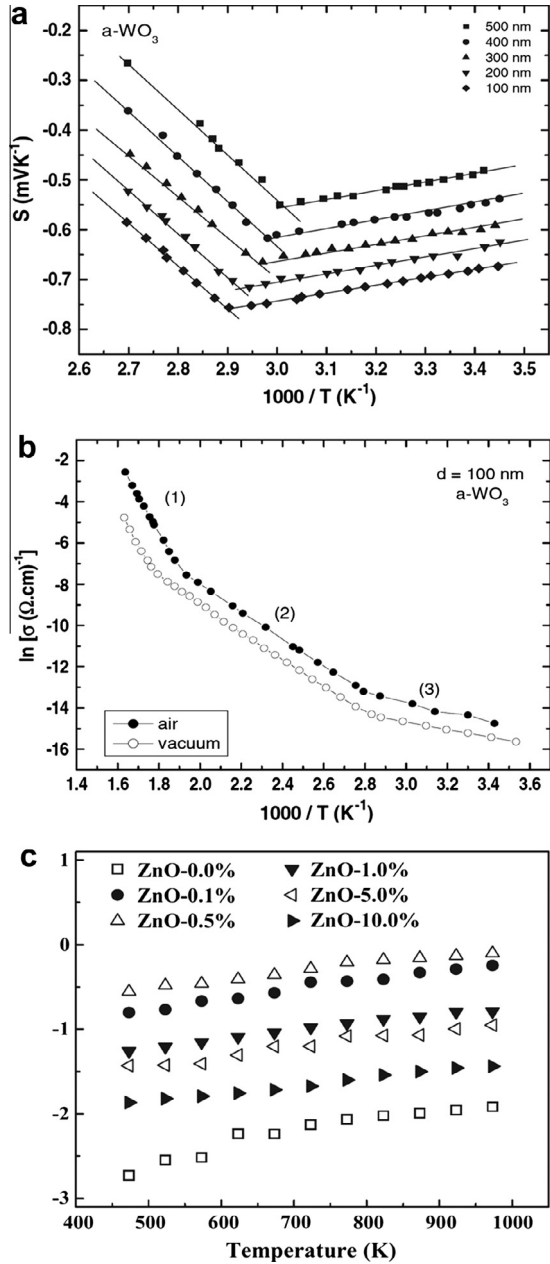 a
a-WO3
500 nm
400 nm
300 nm
200 nm
100 nm
-0.1
-0.2
-0.3
-0.4
-0.5
-0.6
-0.7
-0.8
S (mVK-1)
2.6 2.7 2.8 2.9 3.0 3.1 3.2 3.3 3.4 3.5
1000 / T (K-1)
b
d = 100 nm
a-WO3
-2
-4
-6
-8
-10
-12
-14
-16
ln [σ (Ω.cm)-1]
(1)
(2)
(3)
air
vacuum
1.4 1.6 1.8 2.0 2.2 2.4 2.6 2.8 3.0 3.2 3.4 3.6
1000 / T (K-1)
c
ZnO-0.0% ZnO-1.0%
ZnO-0.1% ZnO-5.0%
ZnO-0.5% ZnO-10.0%
1
0
-1
-2
-3
400 500 600 700 800 900 1000
Temperature (K)